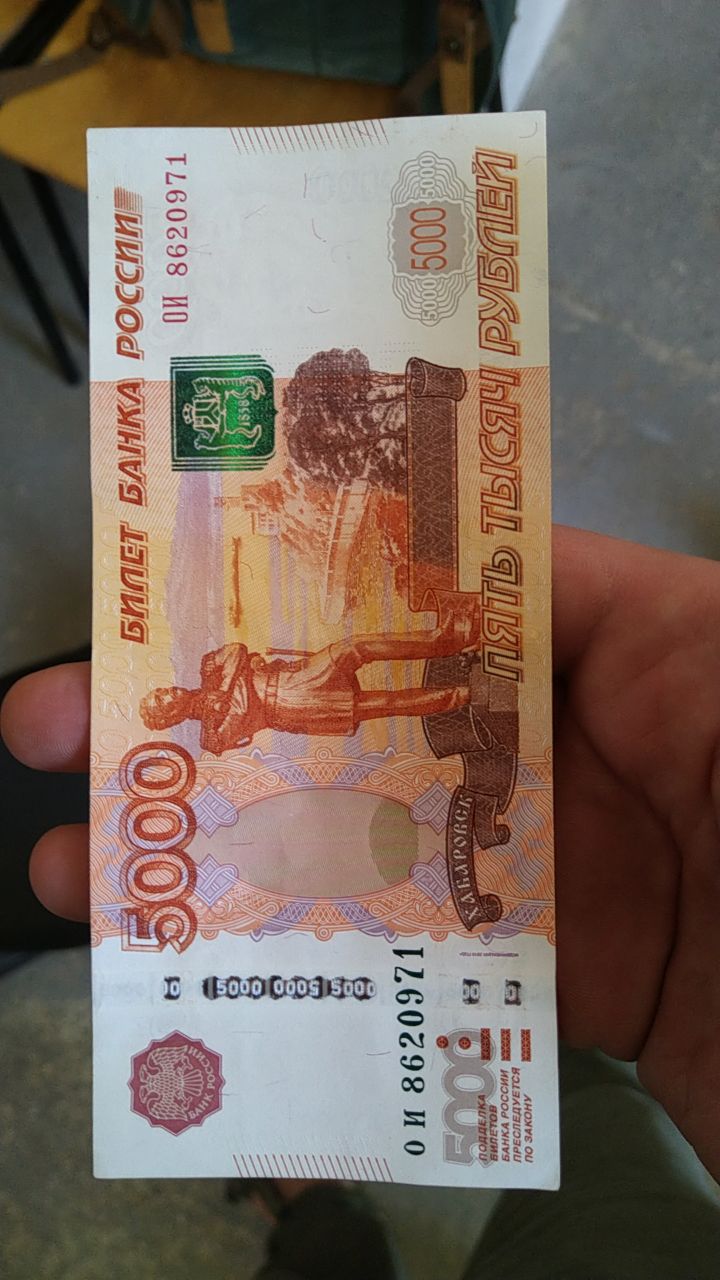 5000
БИЛЕТ БАНКА РОССИИ
БАНК РОССИИ
ОИ 8620971
1858
5000 5000 5000
ОИ 8620971
5000 5000 5000
5000
ХАБАРОВСК
ПОДДЕЛКА
БИЛЕТОВ
БАНКА РОССИИ
ПРЕСЛЕДУЕТСЯ
ПО ЗАКОНУ
ПЯТЬ ТЫСЯЧ РУБЛЕЙ